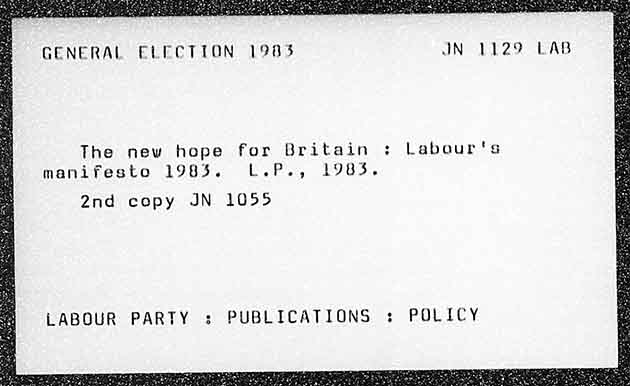 GENERAL ELECTION 1983 JN 1129 LAB
The new hope for Britain : Labour's
manifesto 1983. L.P., 1983.
2nd copy JN 1055
LABOUR PARTY : PUBLICATIONS : POLICY